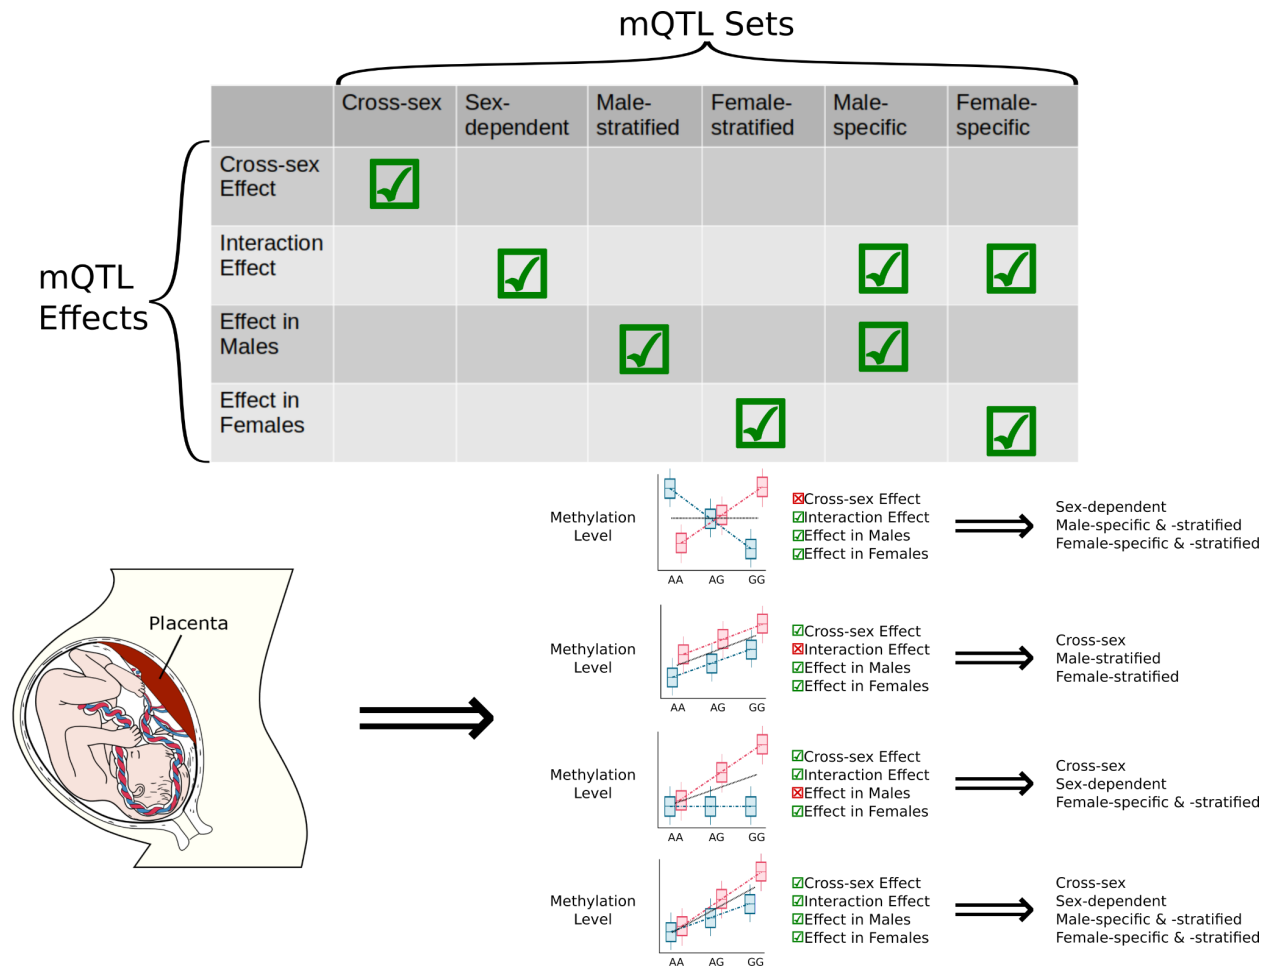 mQTL Sets
Cross-sex
Sex-
dependent
Male-
stratified
Female-
stratified
Male-
specific
Female-
specific
mQTL
Effects
Cross-sex
Effect
Interaction
Effect
Effect in
Males
Effect in
Females
Placenta
Methylation
Level
AA AG GG
Cross-sex Effect
Interaction Effect
Effect in Males
Effect in Females
Sex-dependent
Male-specific & -stratified
Female-specific & -stratified
Methylation
Level
AA AG GG
Cross-sex Effect
Interaction Effect
Effect in Males
Effect in Females
Cross-sex
Male-stratified
Female-stratified
Methylation
Level
AA AG GG
Cross-sex Effect
Interaction Effect
Effect in Males
Effect in Females
Cross-sex
Sex-dependent
Female-specific & -stratified
Methylation
Level
AA AG GG
Cross-sex Effect
Interaction Effect
Effect in Males
Effect in Females
Cross-sex
Sex-dependent
Male-specific & -stratified
Female-specific & -stratified